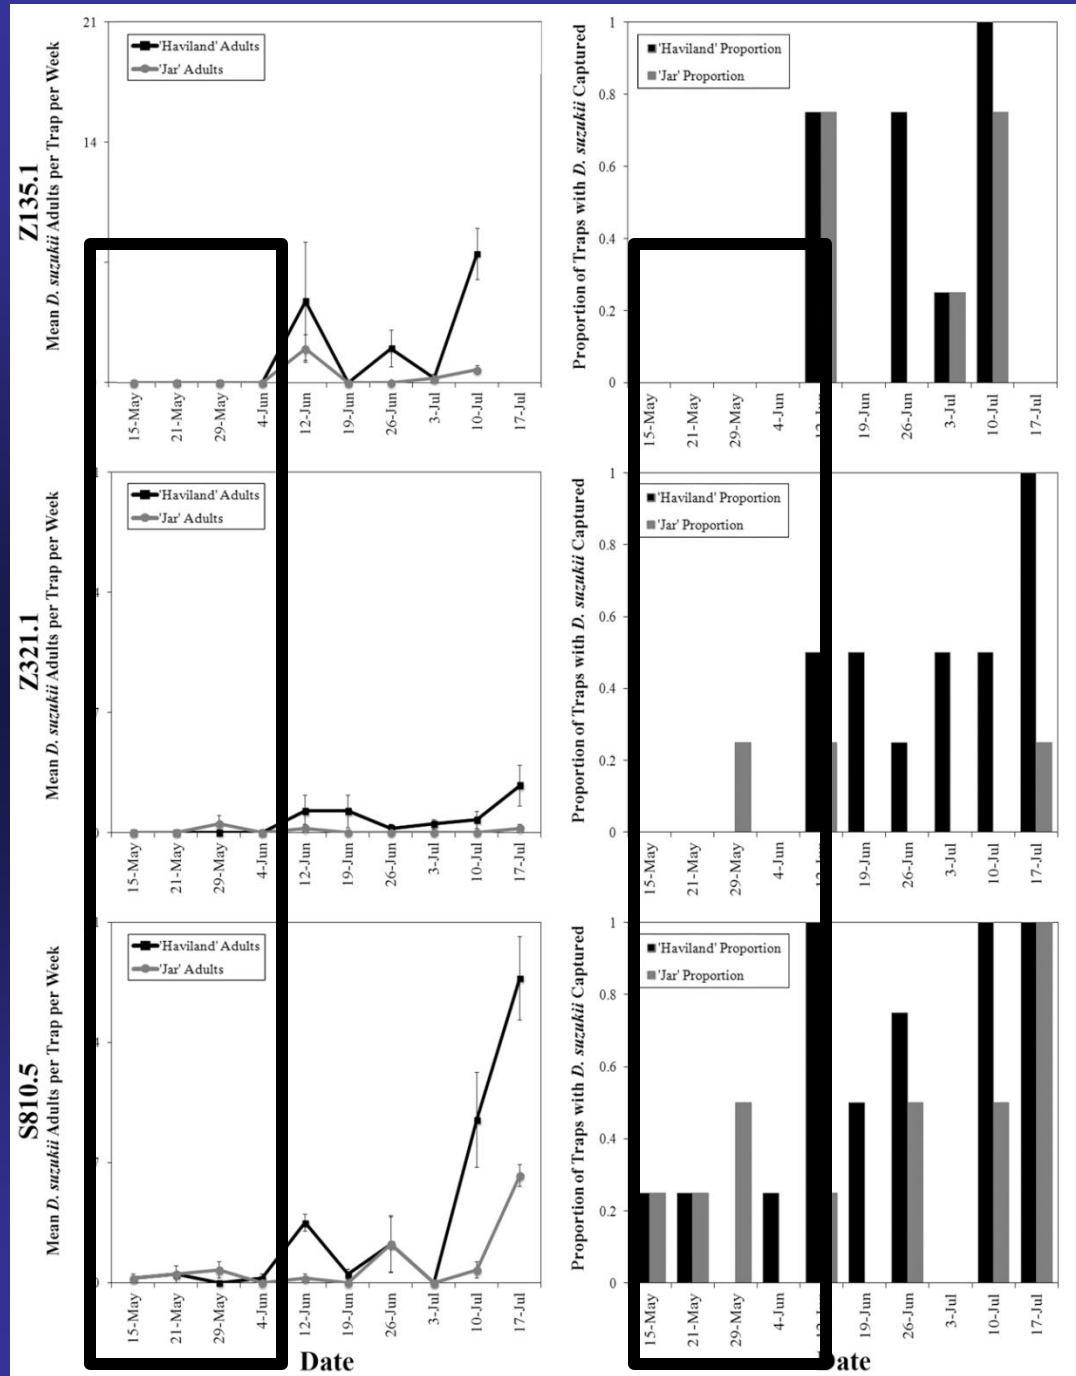 Z135.1
Mean D. suzukii Adults per Trap per Week
21
14
'Haviland' Adults
'Jar' Adults
15-May
21-May
29-May
4-Jun
12-Jun
19-Jun
26-Jun
3-Jul
10-Jul
17-Jul
Proportion of Traps with D. suzukii Captured
1
0.8
0.6
0.4
0.2
0
'Haviland' Proportion
'Jar' Proportion
15-May
21-May
29-May
4-Jun
19-Jun
26-Jun
3-Jul
10-Jul
17-Jul
Z321.1
Mean D. suzukii Adults per Trap per Week
'Haviland' Adults
'Jar' Adults
15-May
21-May
29-May
4-Jun
12-Jun
19-Jun
26-Jun
3-Jul
10-Jul
17-Jul
Proportion of Traps with D. suzukii Captured
1
0.8
0.6
0.4
0.2
0
'Haviland' Proportion
'Jar' Proportion
15-May
21-May
29-May
4-Jun
19-Jun
26-Jun
3-Jul
10-Jul
17-Jul
S810.5
Mean D. suzukii Adults per Trap per Week
'Haviland' Adults
'Jar' Adults
15-May
21-May
29-May
4-Jun
12-Jun
19-Jun
26-Jun
3-Jul
10-Jul
17-Jul
Date
Proportion of Traps with D. suzukii Captured
1
0.8
0.6
0.4
0.2
0
'Haviland' Proportion
'Jar' Proportion
15-May
21-May
29-May
4-Jun
19-Jun
26-Jun
3-Jul
10-Jul
17-Jul
Date